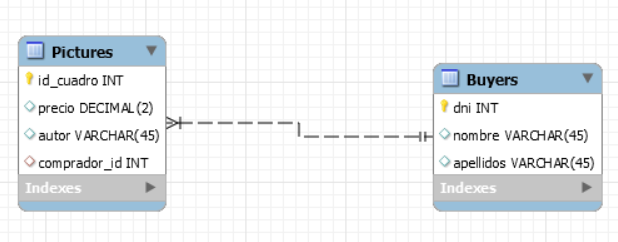 Pictures
id_cuadro INT
precio DECIMAL(2)
autor VARCHAR(45)
comprador_id INT
Indexes
Buyers
dni INT
nombre VARCHAR(45)
apellidos VARCHAR(45)
Indexes